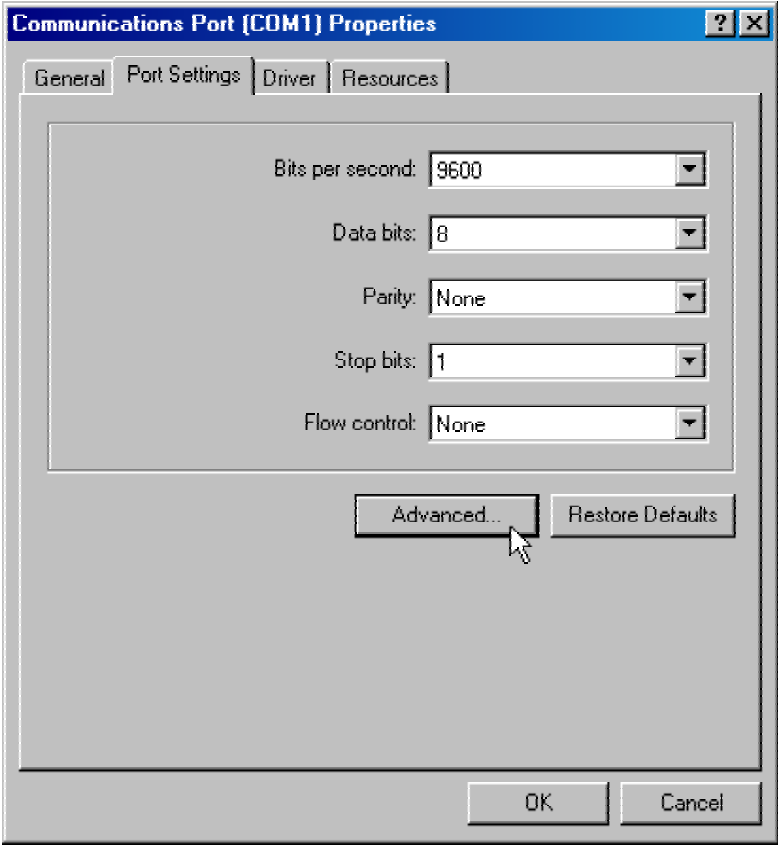 Communications Port (COM1) Properties
General Port Settings Driver Resources
Bits per second: 9600
Data bits: 8
Parity: None
Stop bits: 1
Flow control: None
Advanced... Restore Defaults
OK Cancel